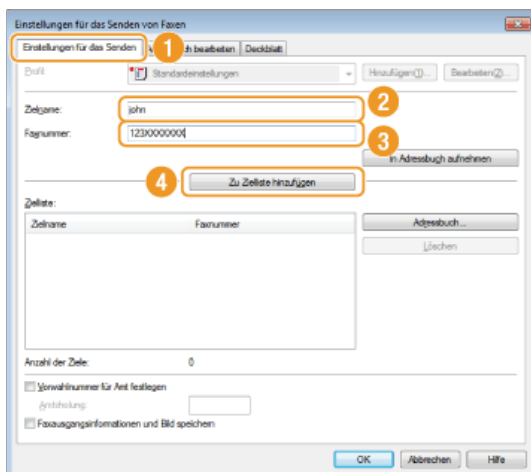 Einstellungen für das Senden von Faxen
Einstellungen für das Senden 1 ch bearbeiten Deckblatt
Profil Standardeinstellungen Hinzufügen(1)... Bearbeiten(2)...
2
Zielname: john
Faxnummer: 123XXXXXXX
3
In Adressbuch aufnehmen
4 Zu Zielliste hinzufügen
Zielliste:
Zielname Faxnummer
Adressbuch...
Löschen
Anzahl der Ziele: 0
Vorwahlnummer für Amt festlegen
Amtsholung:
Faxausgangsinformationen und Bild speichern
OK Abbrechen Hilfe